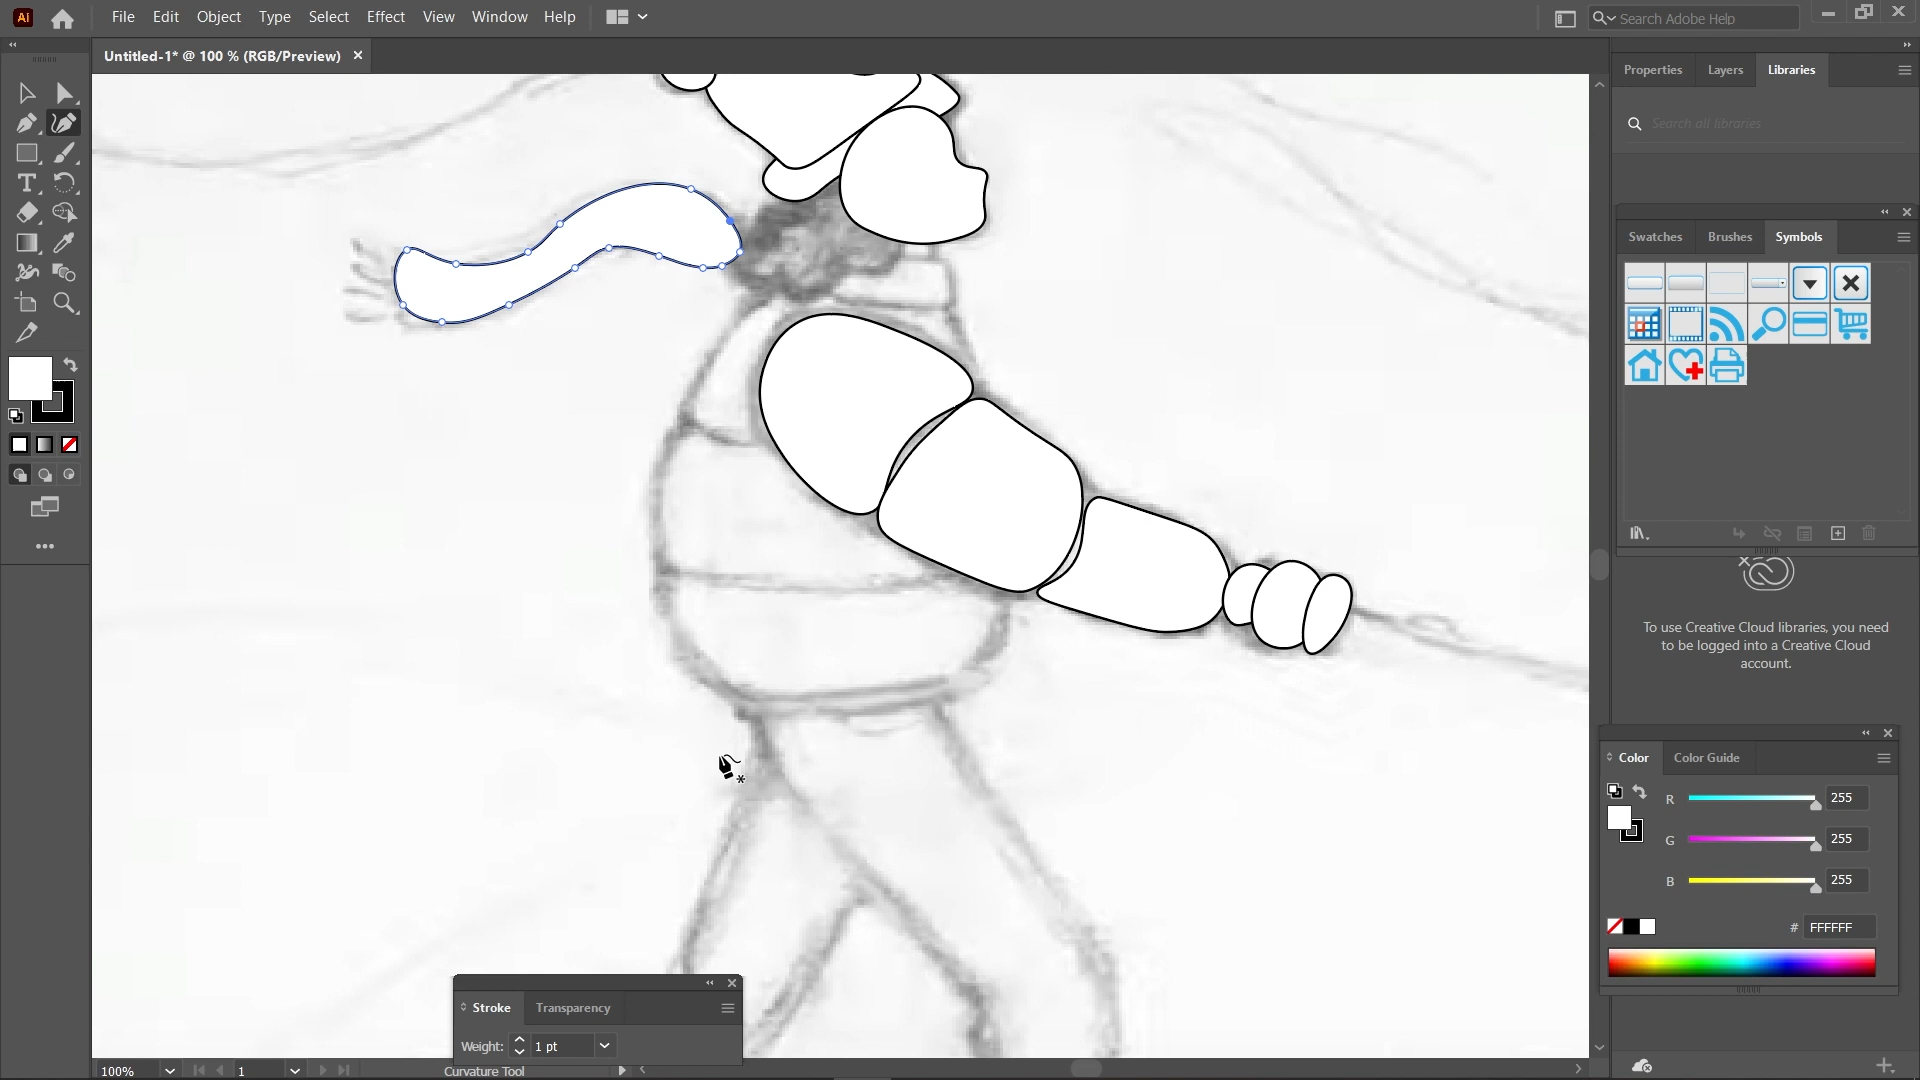 Ai File Edit Object Type Select Effect View Window Help Search Adobe Help
Untitled-1* @ 100 % (RGB/Preview)
Properties Layers Libraries
Search all libraries
Swatches Brushes Symbols
To use Creative Cloud libraries, you need
to be logged into a Creative Cloud
account.
Color Color Guide
R 255
G 255
B 255
# FFFFFF
Stroke Transparency
Weight: 1 pt
100% 1 Curvature Tool